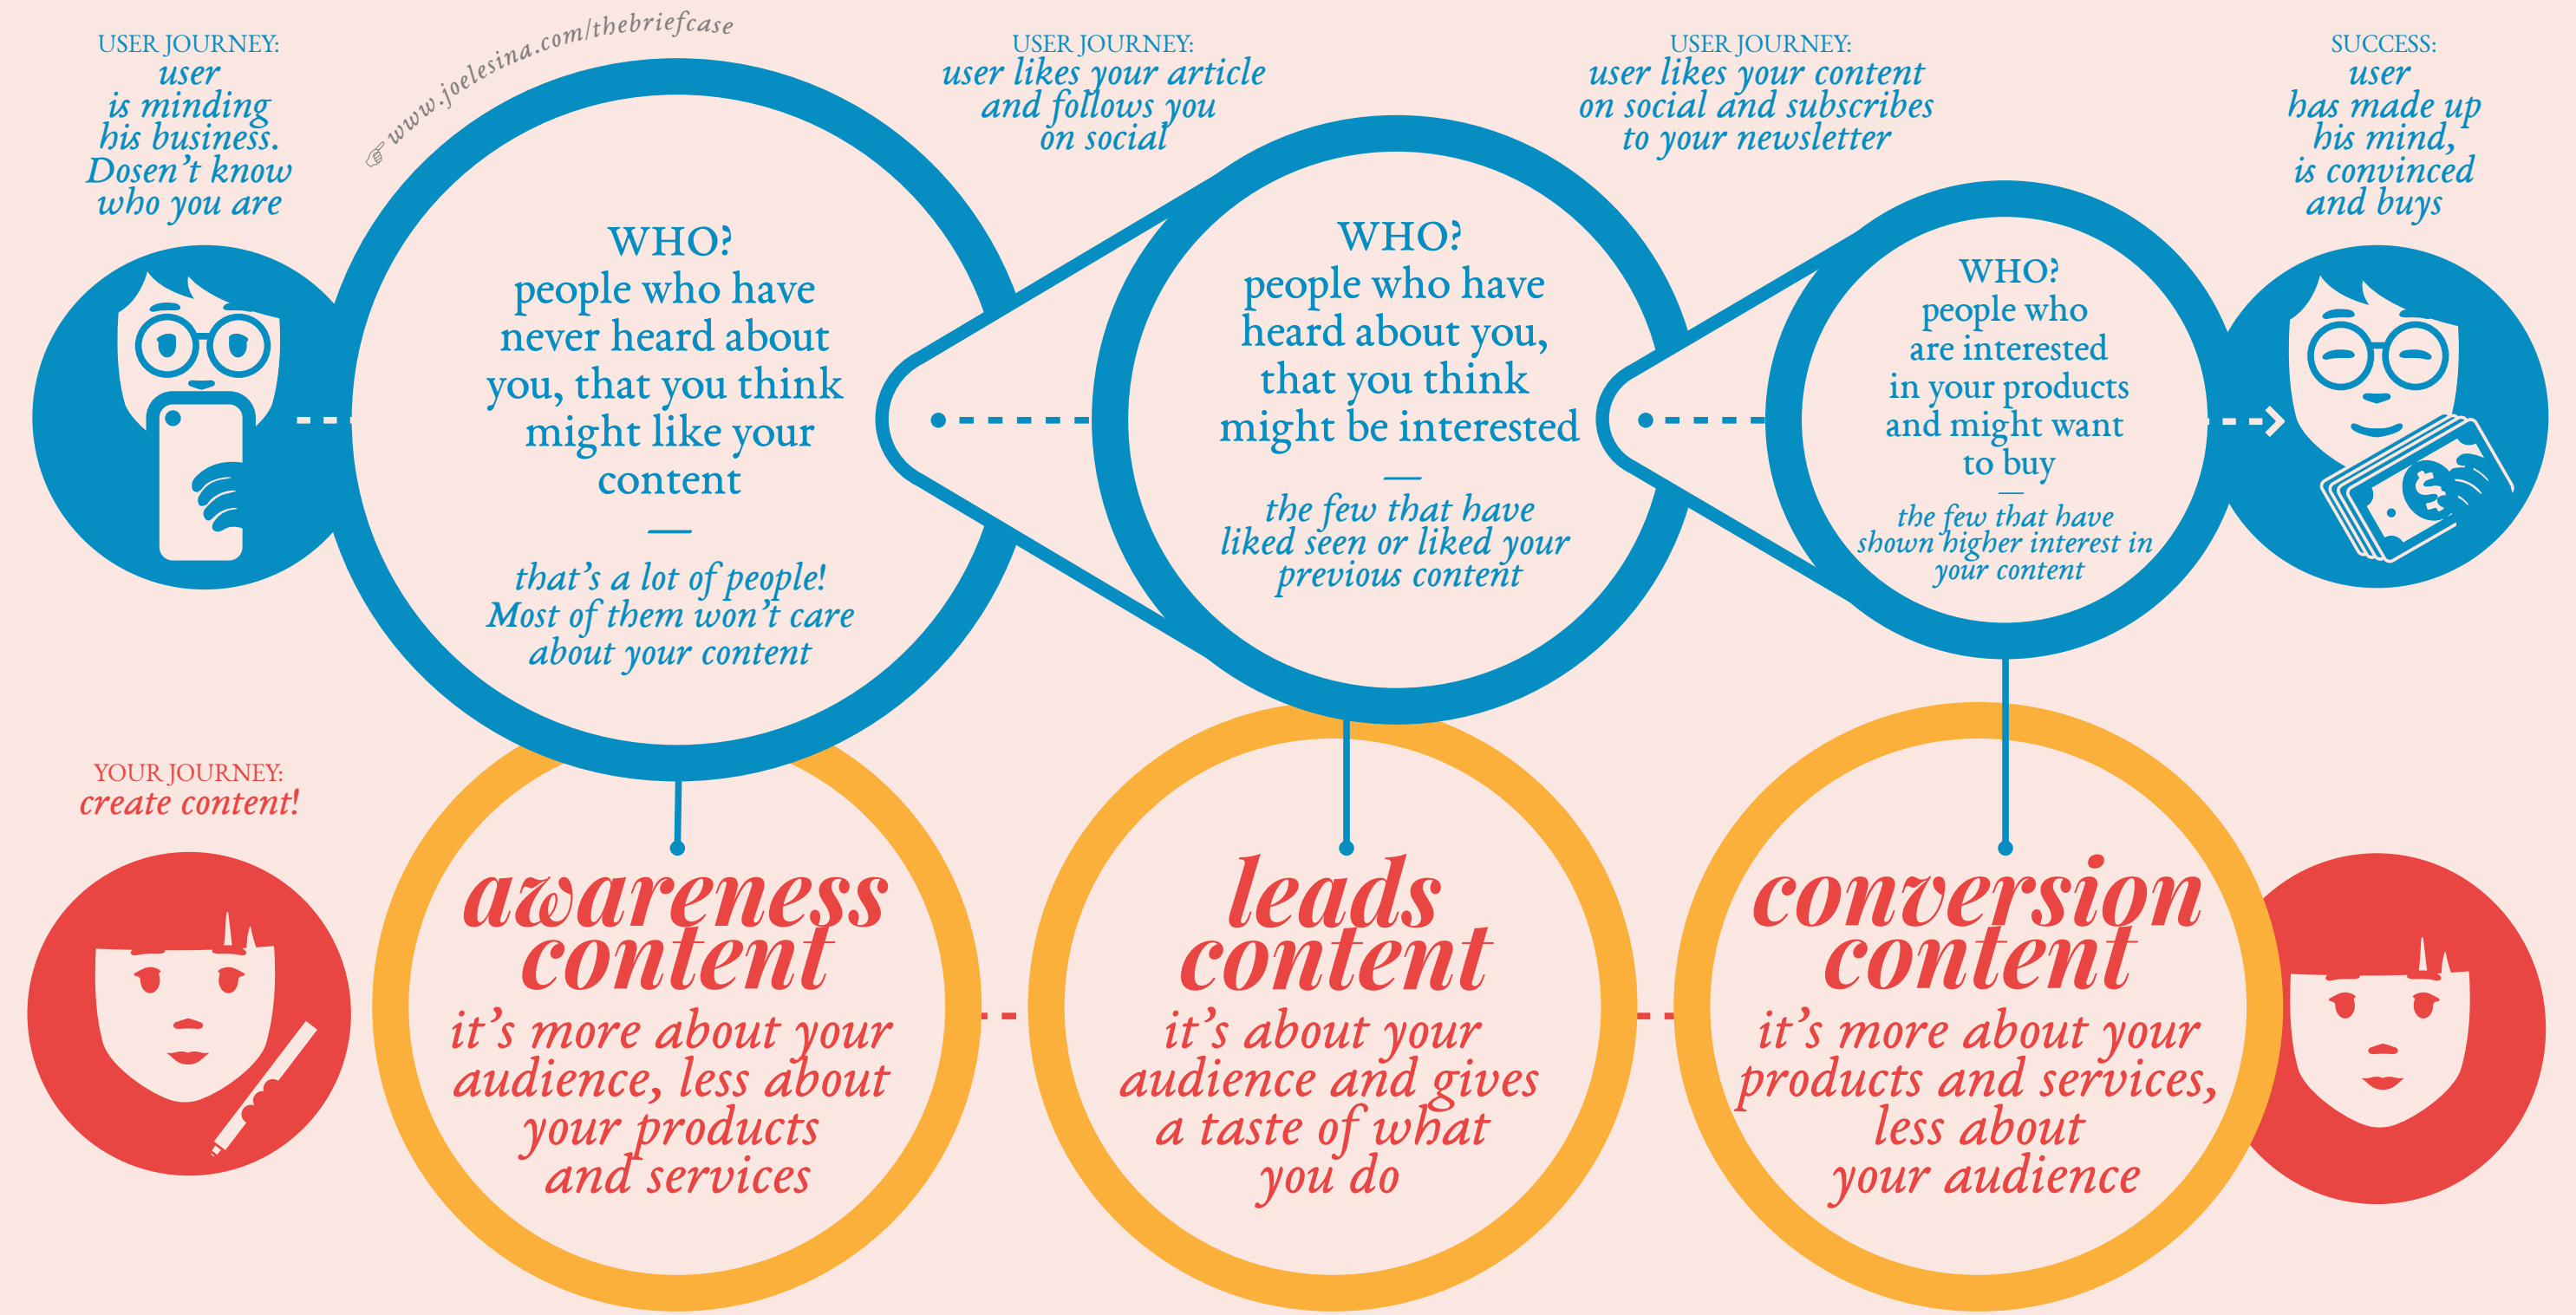 USER JOURNEY:
user
is minding
his business.
Dosen’t know
who you are
www.joelesina.com/thebriefcase
USER JOURNEY:
user likes your article
and follows you
on social
USER JOURNEY:
user likes your content
on social and subscribes
to your newsletter
SUCCESS:
user
has made up
his mind,
is convinced
and buys
WHO?
people who have
never heard about
you, that you think
might like your
content
—
that’s a lot of people!
Most of them won’t care
about your content
WHO?
people who have
heard about you,
that you think
might be interested
—
the few that have
liked seen or liked your
previous content
WHO?
people who
are interested
in your products
and might want
to buy
—
the few that have
shown higher interest in
your content
$
YOUR JOURNEY:
create content!
awareness
content
it’s more about your
audience, less about
your products
and services
leads
content
it’s about your
audience and gives
a taste of what
you do
conversion
content
it’s more about your
products and services,
less about
your audience